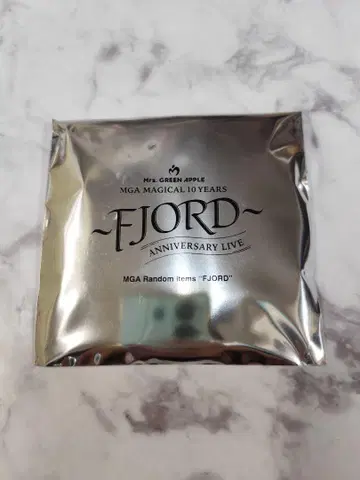 Mrs. GREEN APPLE
MGA MAGICAL 10 YEARS
~FJORD~
ANNIVERSARY LIVE
MGA Random items "FJORD"